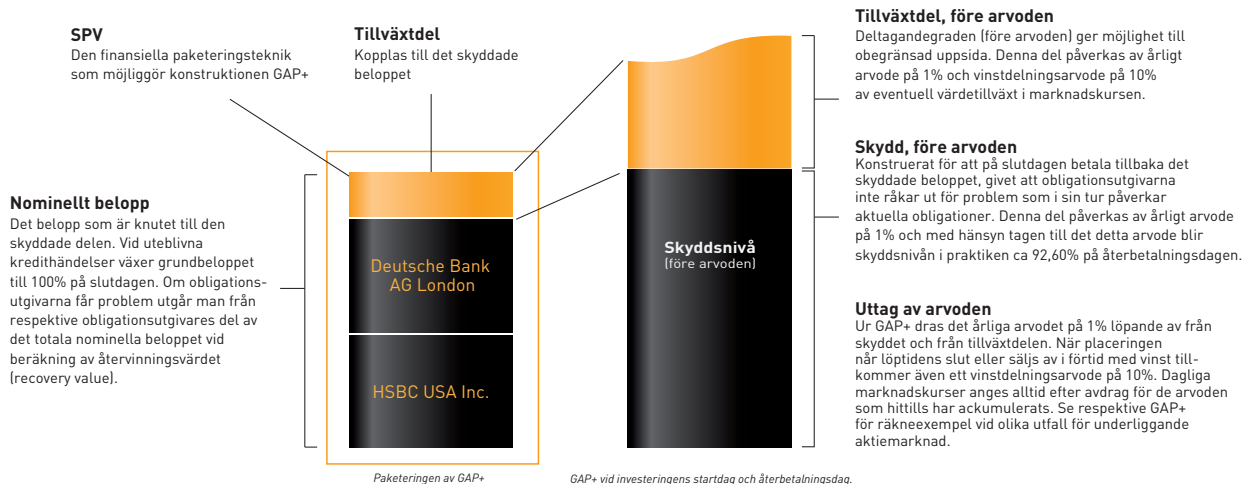 SPV
Den finansiella paketeringsteknik
som möjliggör konstruktionen GAP+
Tillväxtdel
Kopplas till det skyddade
beloppet
Nominellt belopp
Det belopp som är knutet till den
skyddade delen. Vid uteblivna
kredithändelser växer grundbeloppet
till 100% på slutdagen. Om obligations-
utgivarna får problem utgår man från
respektive obligationsutgivares del av
det totala nominella beloppet vid
beräkning av återvinningsvärdet
(recovery value).
Deutsche Bank
AG London
HSBC USA Inc.
Paketeringen av GAP+
Skyddsnivå
(före arvoden)
GAP+ vid investeringens startdag och återbetalningsdag.
Tillväxtdel, före arvoden
Deltagandegraden (före arvoden) ger möjlighet till
obegränsad uppsida. Denna del påverkas av årligt
arvode på 1% och vinstdelningsarvode på 10%
av eventuell värdetillväxt i marknadskursen.
Skydd, före arvoden
Konstruerat för att på slutdagen betala tillbaka det
skyddade beloppet, givet att obligationsutgivarna
inte råkar ut för problem som i sin tur påverkar
aktuella obligationer. Denna del påverkas av årligt arvode
på 1% och med hänsyn tagen till det detta arvode blir
skyddsnivån i praktiken ca 92,60% på återbetalningsdagen.
Uttag av arvoden
Ur GAP+ dras det årliga arvodet på 1% löpande av från
skyddet och från tillväxtdelen. När placeringen
når löptidens slut eller säljs av i förtid med vinst till-
kommer även ett vinstdelningsarvode på 10%. Dagliga
marknadskurser anges alltid efter avdrag för de arvoden
som hittills har ackumulerats. Se respektive GAP+
för räkneexempel vid olika utfall för underliggande
aktiemarknad.